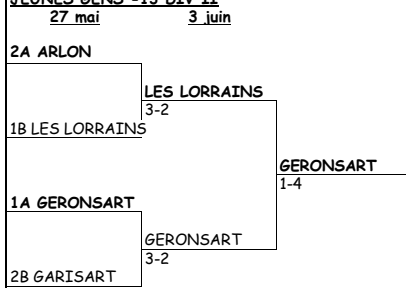 JEUNES DENS -15 DIV II
27 mai 3 juin
2A ARLON
LES LORRAINS
3-2
1B LES LORRAINS
GERONSART
1-4
1A GERONSART
GERONSART
3-2
2B GARISART